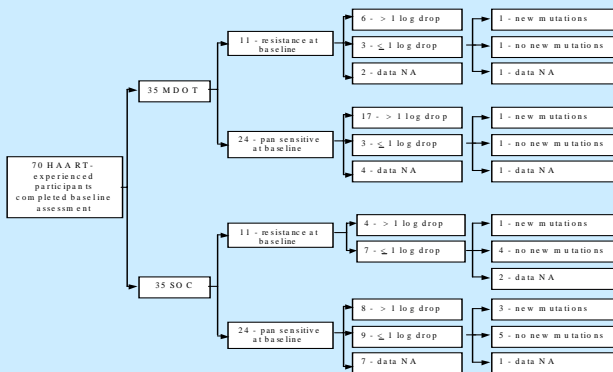 70 HAART-
experienced
participants
completed baseline
assessment
35 MDOT
11 - resistance at
baseline
6 - > 1 log drop
3 - ≤ 1 log drop
2 - data NA
1 - new mutations
1 - no new mutations
1 - data NA
24 - pan sensitive
at baseline
17 - > 1 log drop
3 - ≤ 1 log drop
4 - data NA
1 - new mutations
1 - no new mutations
1 - data NA
35 SOC
11 - resistance at
baseline
4 - > 1 log drop
7 - ≤ 1 log drop
1 - new mutations
4 - no new mutations
2 - data NA
24 - pan sensitive
at baseline
8 - > 1 log drop
9 - ≤ 1 log drop
7 - data NA
3 - new mutations
5 - no new mutations
1 - data NA